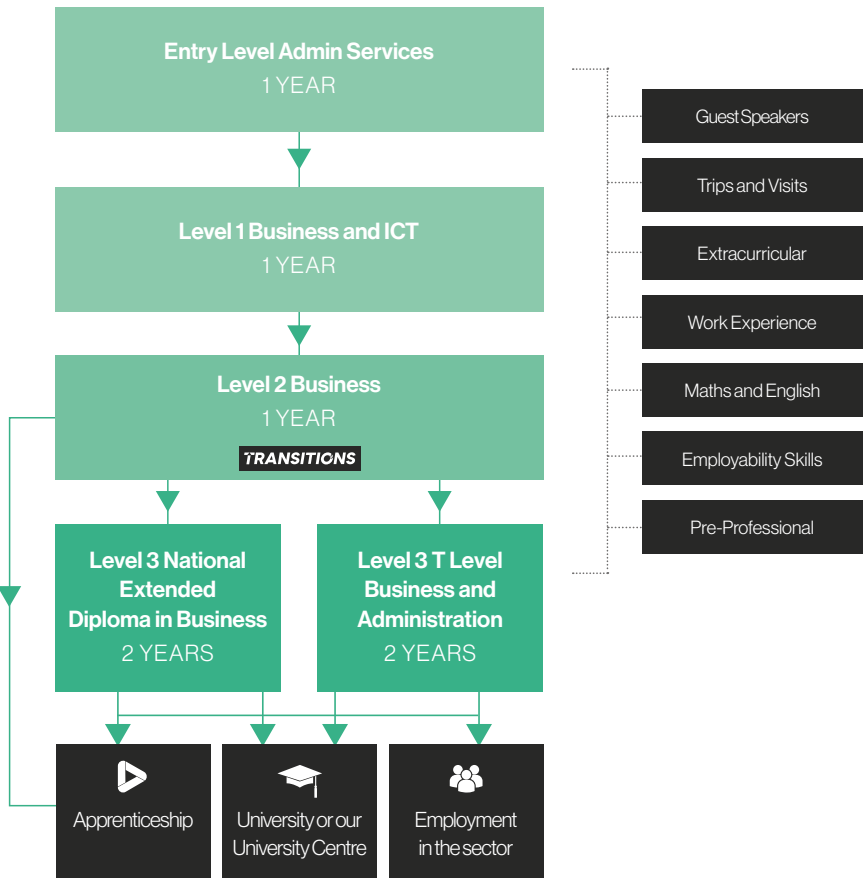 Entry Level Admin Services
1 YEAR
Level 1 Business and ICT
1 YEAR
Level 2 Business
1 YEAR
TRANSITIONS
Level 3 National
Extended
Diploma in Business
2 YEARS
Level 3 T Level
Business and
Administration
2 YEARS
Apprenticeship
University or our
University Centre
Employment
in the sector
Guest Speakers
Trips and Visits
Extracurricular
Work Experience
Maths and English
Employability Skills
Pre-Professional